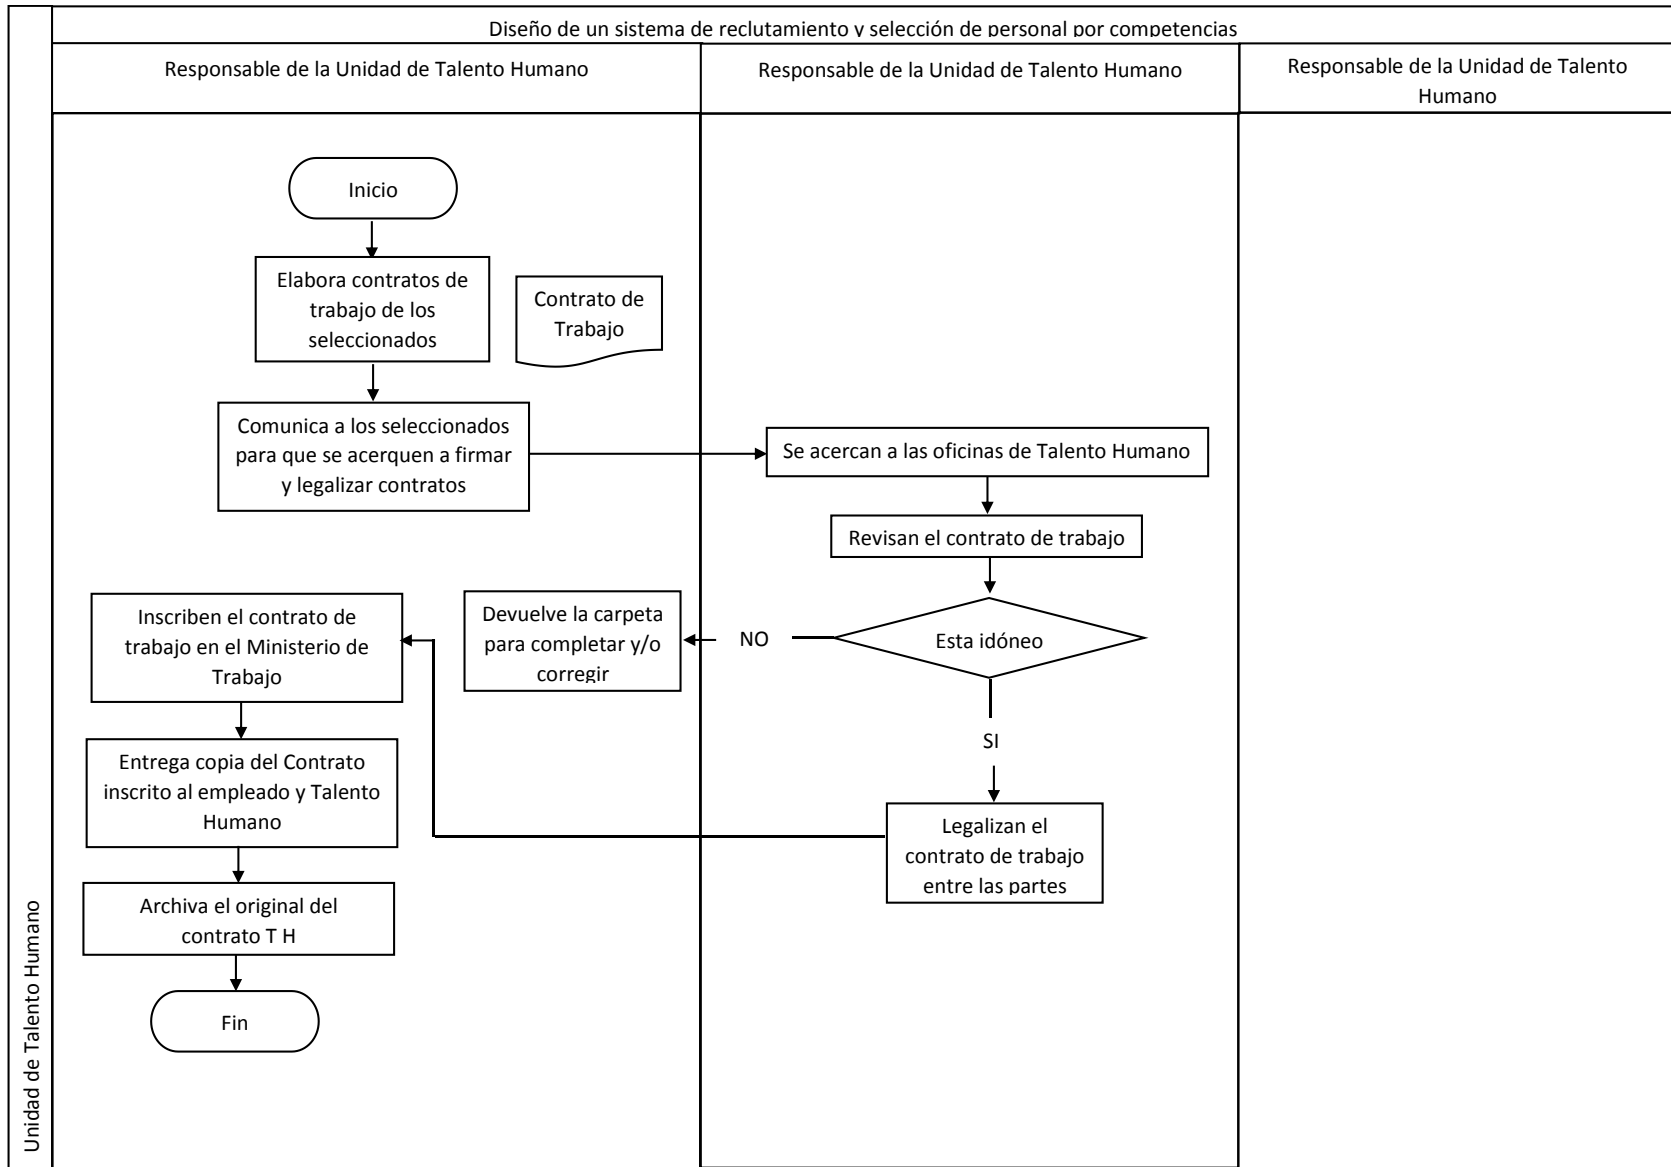 Diseño de un sistema de reclutamiento y selección de personal por competencias
Responsable de la Unidad de Talento Humano
Responsable de la Unidad de Talento Humano
Responsable de la Unidad de Talento
Humano
Unidad de Talento Humano
Inicio
Elabora contratos de
trabajo de los
seleccionados
Contrato de
Trabajo
Comunica a los seleccionados
para que se acerquen a firmar
y legalizar contratos
Se acercan a las oficinas de Talento Humano
Revisan el contrato de trabajo
Esta idóneo
NO
Devuelve la carpeta
para completar y/o
corregir
SI
Legalizan el
contrato de trabajo
entre las partes
Inscriben el contrato de
trabajo en el Ministerio de
Trabajo
Entrega copia del Contrato
inscrito al empleado y Talento
Humano
Archiva el original del
contrato T H
Fin